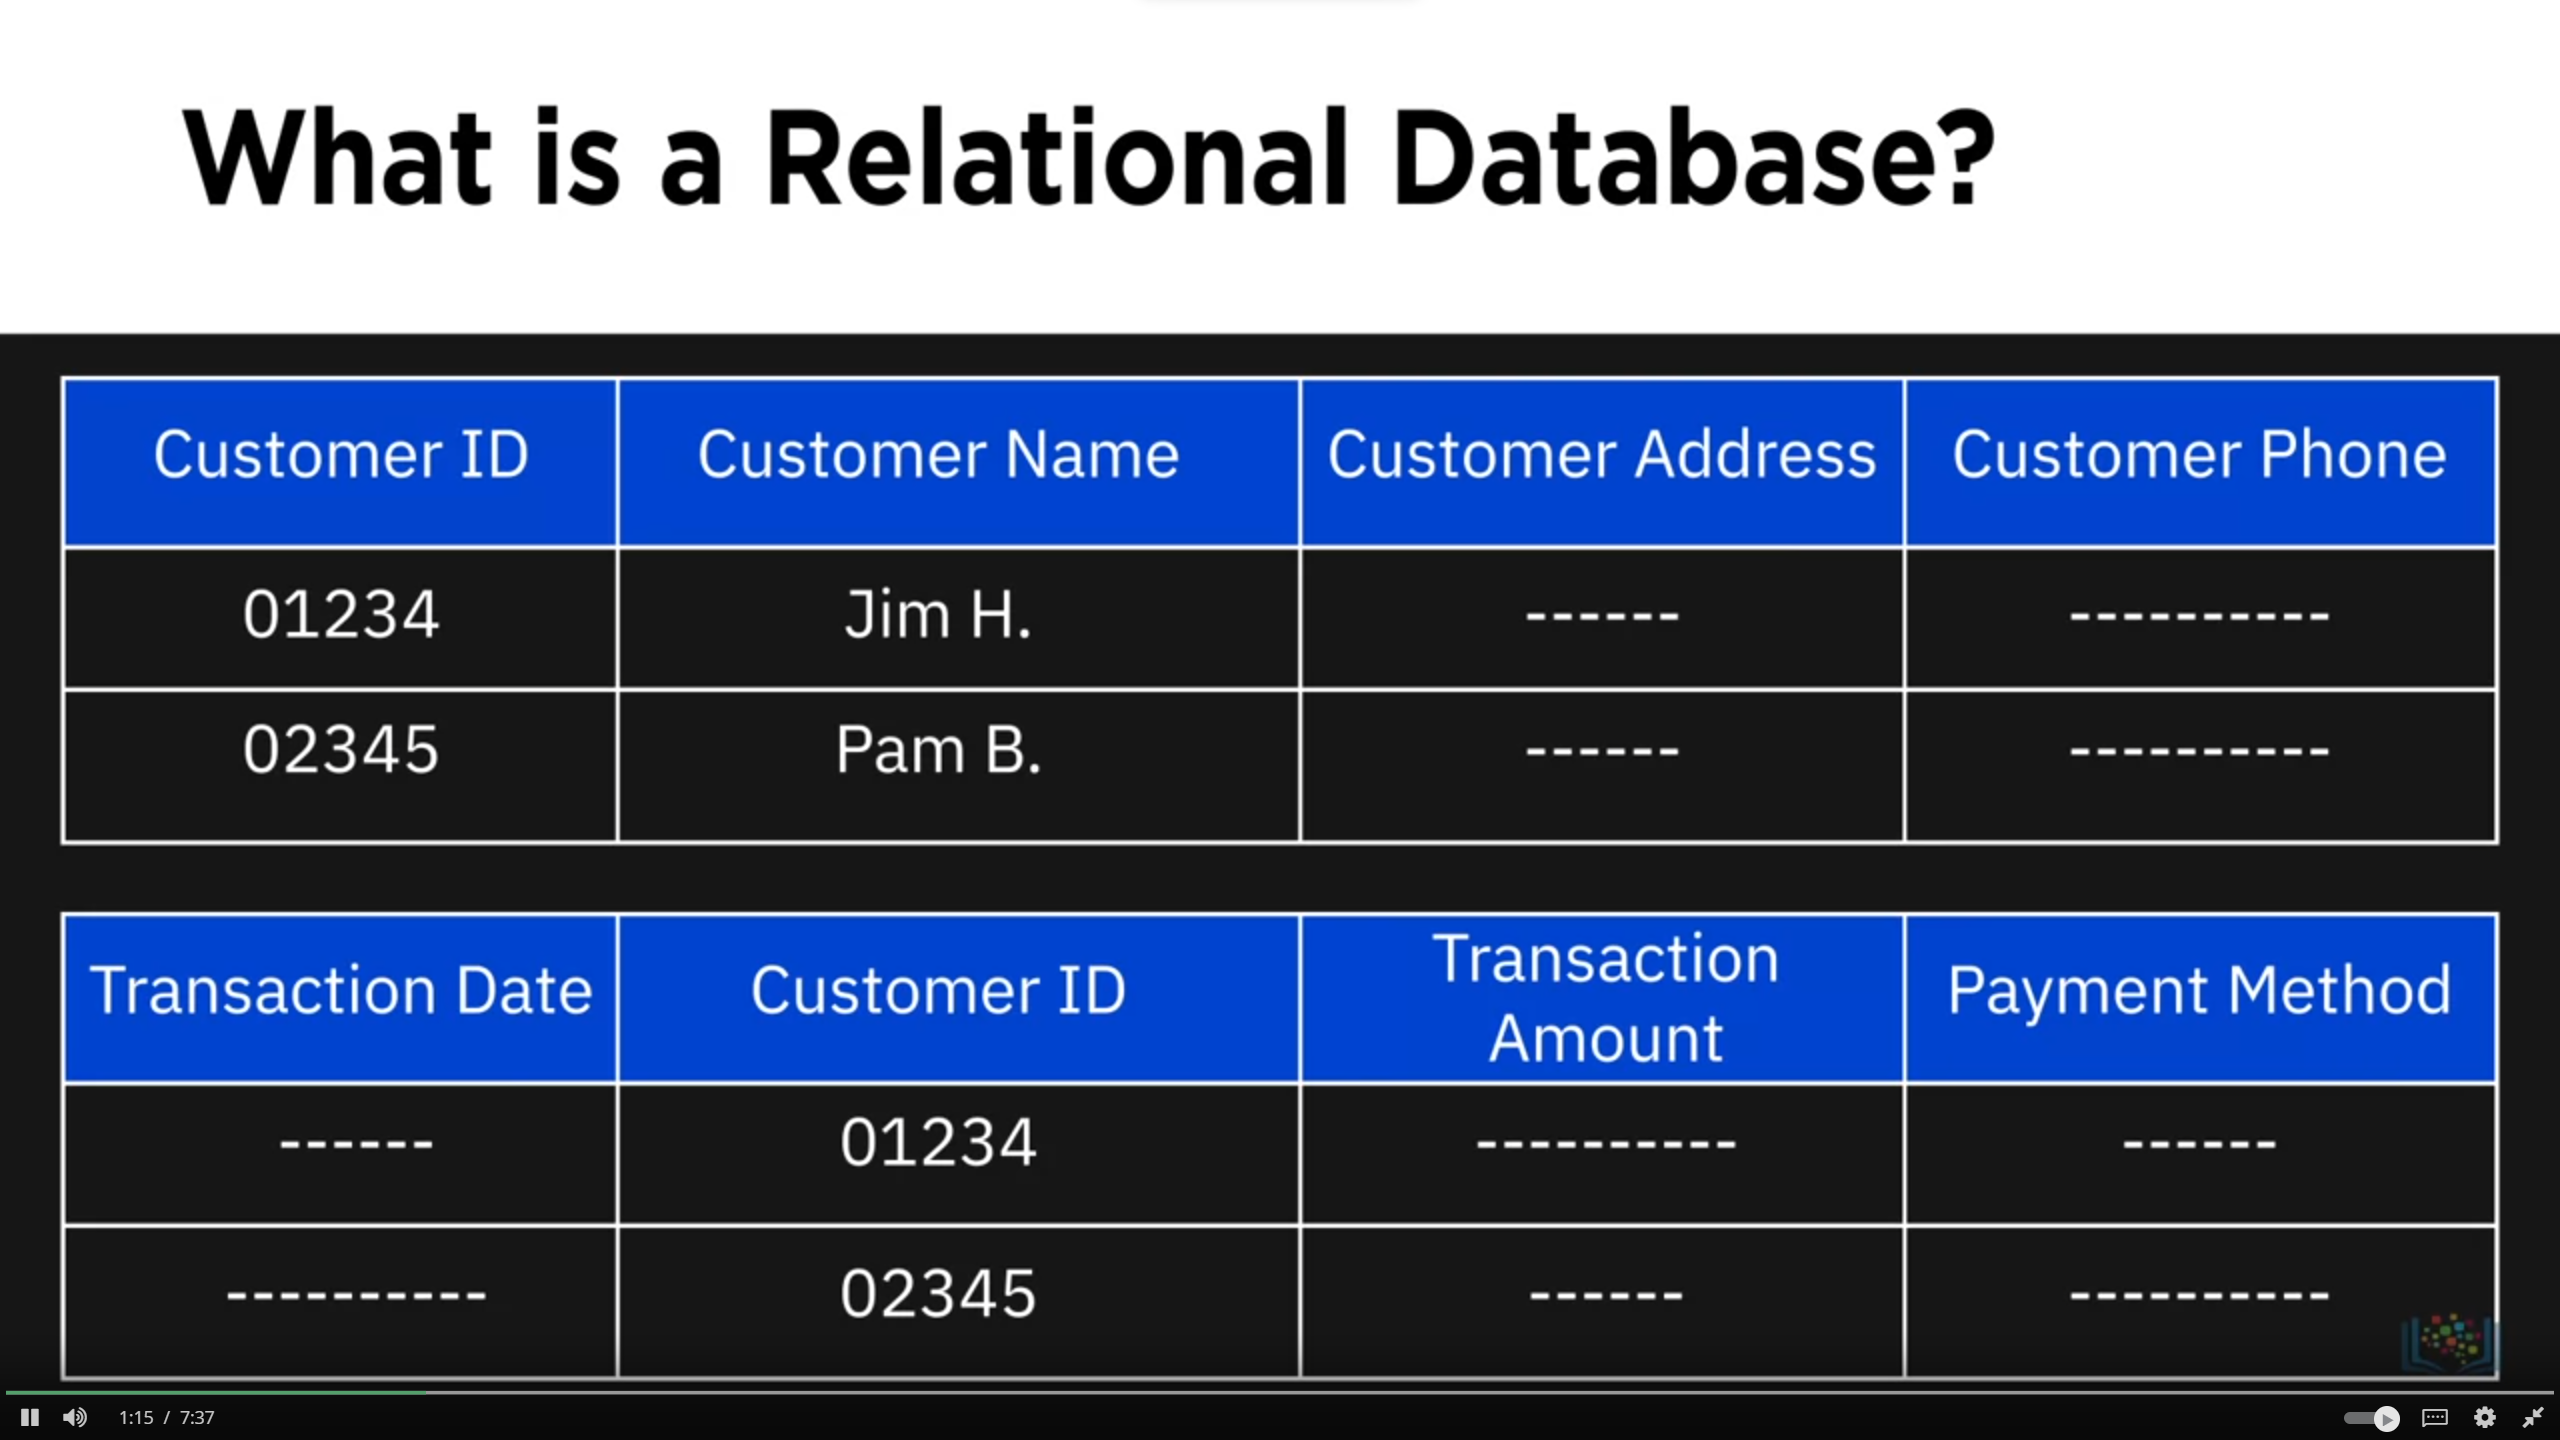 What is a Relational Database?
Customer ID Customer Name Customer Address Customer Phone
01234 Jim H. ------ ----------
02345 Pam B. ------ ----------
Transaction Date Customer ID Transaction Amount Payment Method
------ 01234 ---------- ------
---------- 02345 ------ ----------
1:15 / 7:37